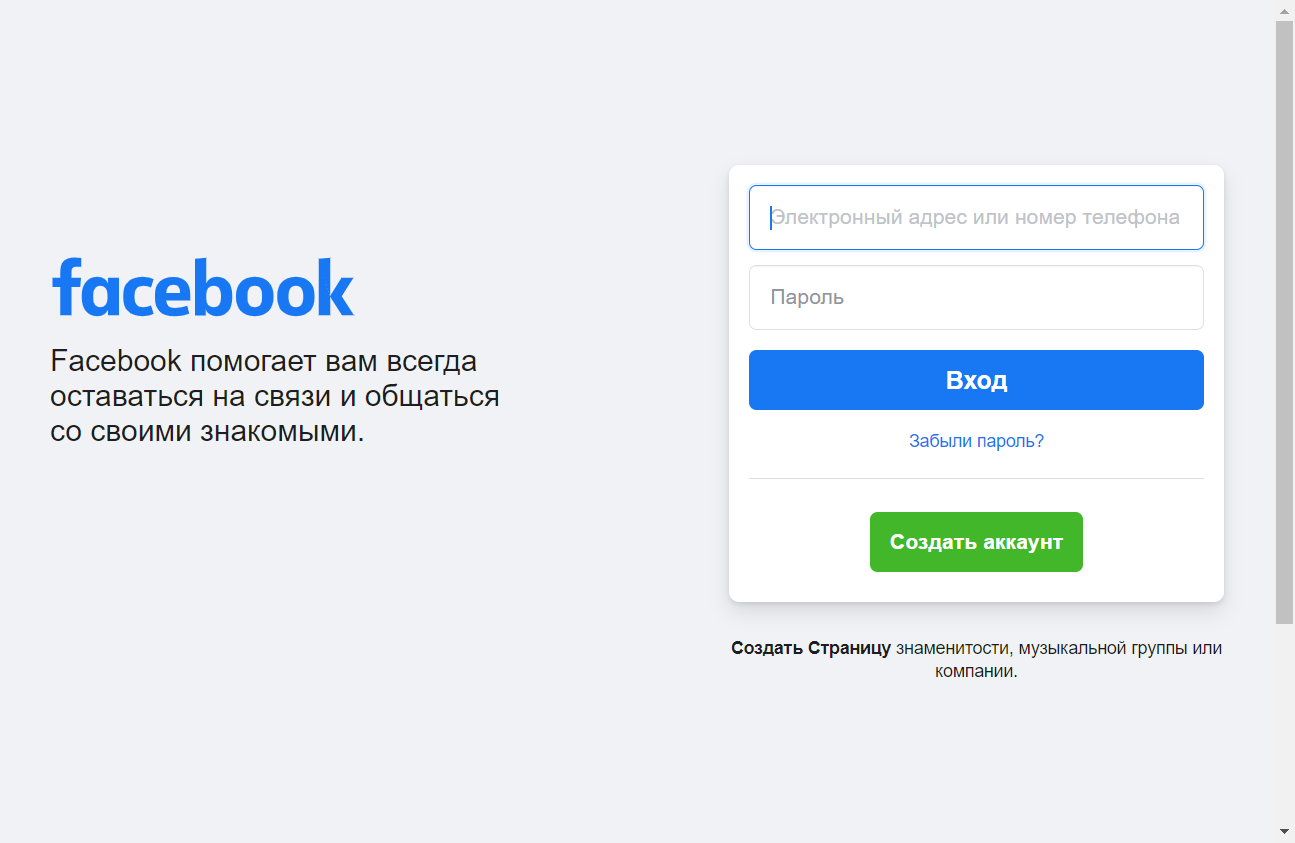 facebook
Facebook помогает вам всегда
оставаться на связи и общаться
со своими знакомыми.
Электронный адрес или номер телефона
Пароль
Вход
Забыли пароль?
Создать аккаунт
Создать Страницу знаменитости, музыкальной группы или
компании.